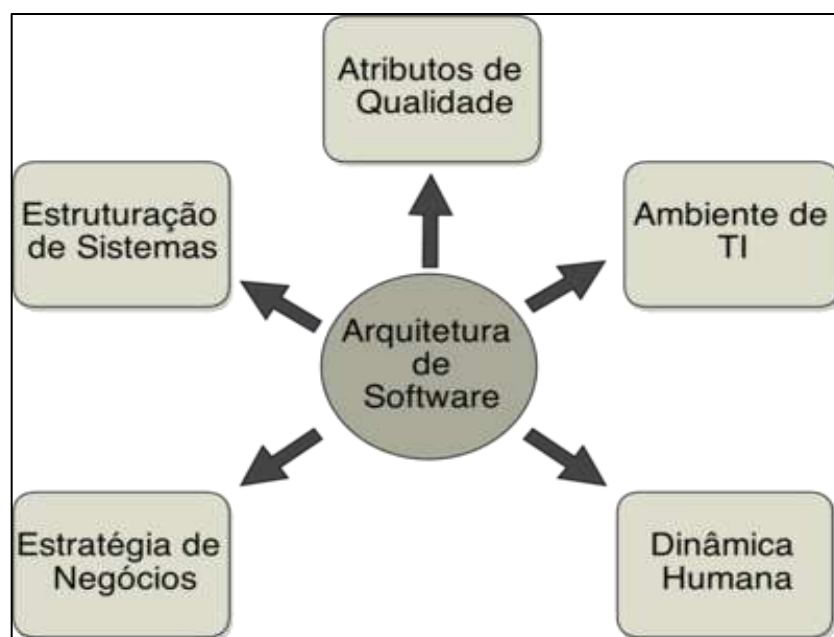 Atributos de
Qualidade
Estruturação
de Sistemas
Ambiente de
TI
Arquitetura
de
Software
Estratégia de
Negócios
Dinâmica
Humana